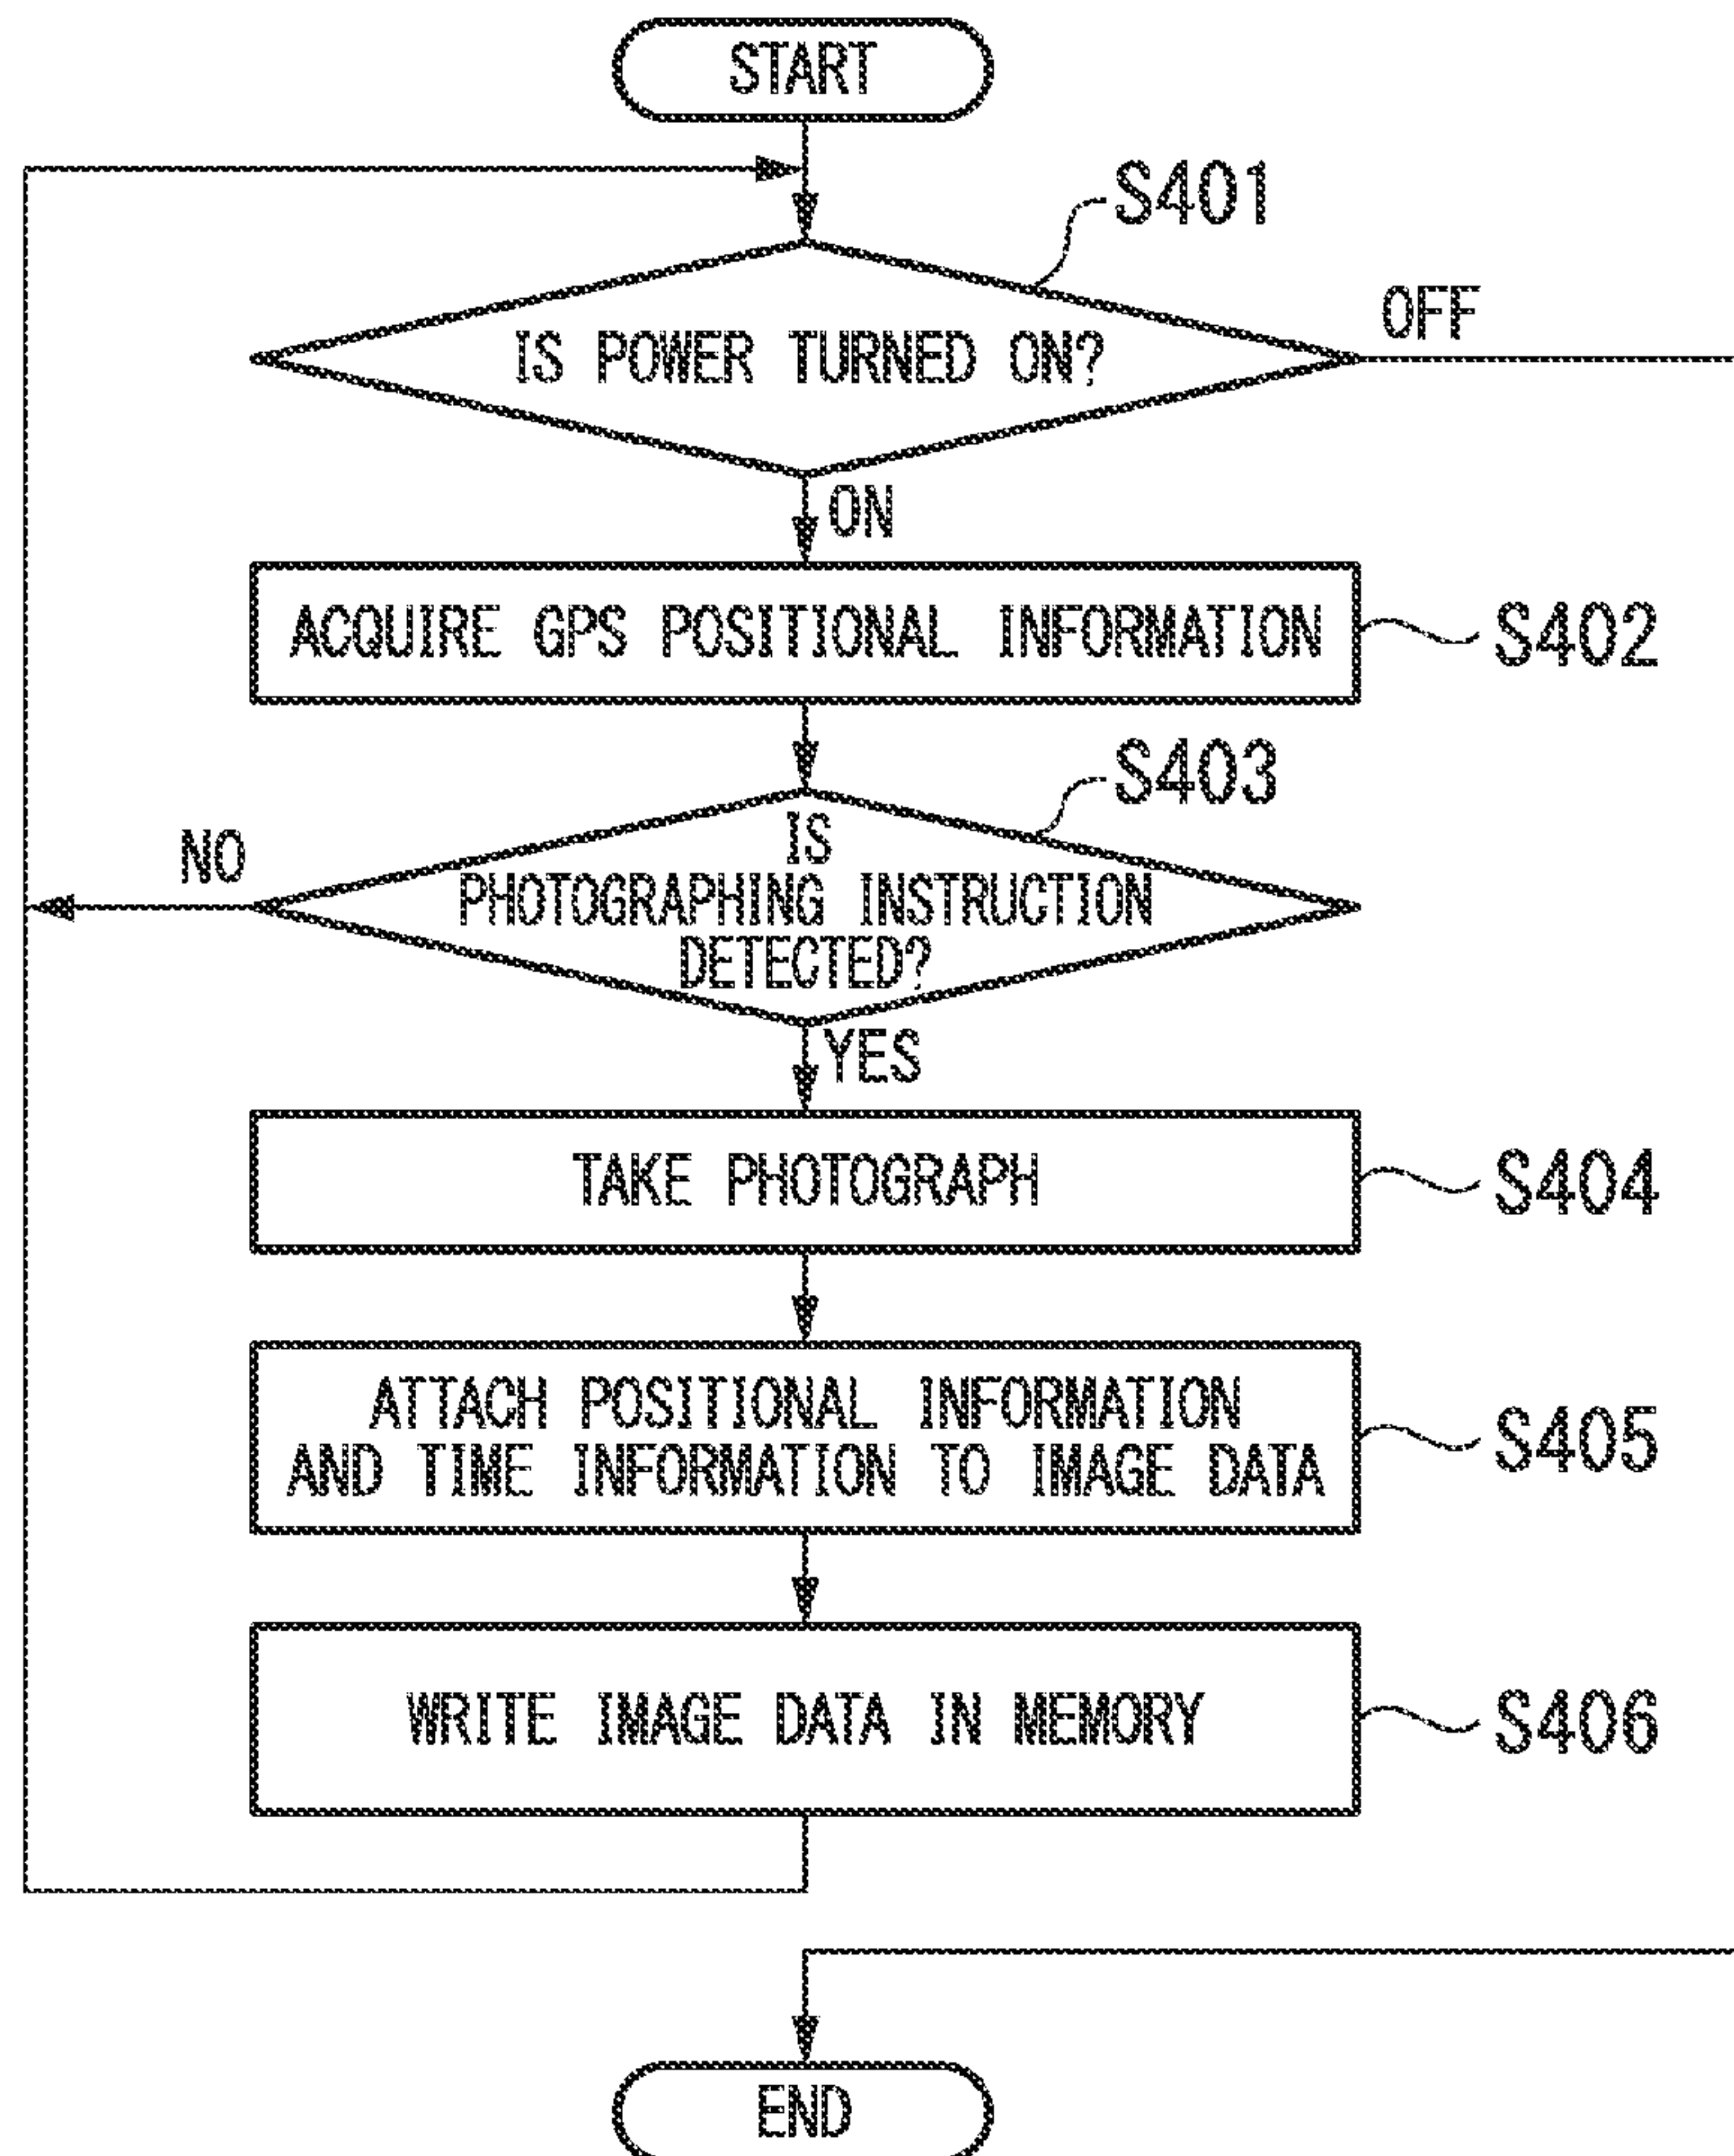 START
S401
IS POWER TURNED ON?
OFF
ON
ACQUIRE GPS POSITIONAL INFORMATION
S402
S403
NO
IS
PHOTOGRAPHING INSTRUCTION
DETECTED?
YES
TAKE PHOTOGRAPH
S404
ATTACH POSITIONAL INFORMATION
AND TIME INFORMATION TO IMAGE DATA
S405
WRITE IMAGE DATA IN MEMORY
S406
END